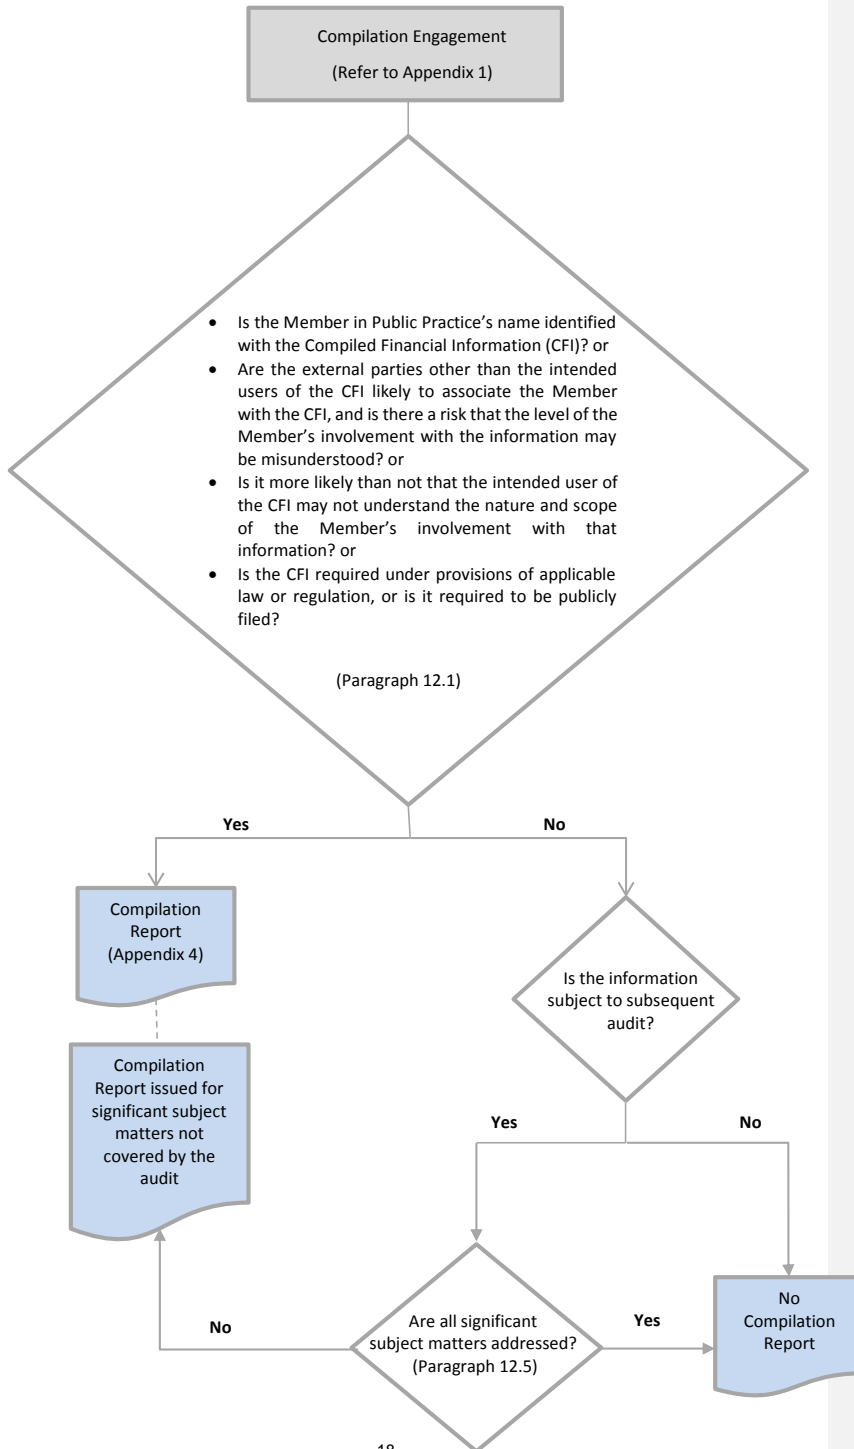 Compilation Engagement
(Refer to Appendix 1)
• Is the Member in Public Practice's name identified
with the Compiled Financial Information (CFI)? or
• Are the external parties other than the intended
users of the CFI likely to associate the Member
with the CFI, and is there a risk that the level of the
Member's involvement with the information may
be misunderstood? or
• Is it more likely than not that the intended user of
the CFI may not understand the nature and scope
of the Member's involvement with that
information? or
• Is the CFI required under provisions of applicable
law or regulation, or is it required to be publicly
filed?
(Paragraph 12.1)
Yes
No
Compilation
Report
(Appendix 4)
Is the information
subject to subsequent
audit?
Compilation
Report issued for
significant subject
matters not
covered by the
audit
Yes
No
No
Are all significant
subject matters addressed?
(Paragraph 12.5)
Yes
No
Compilation
Report
18